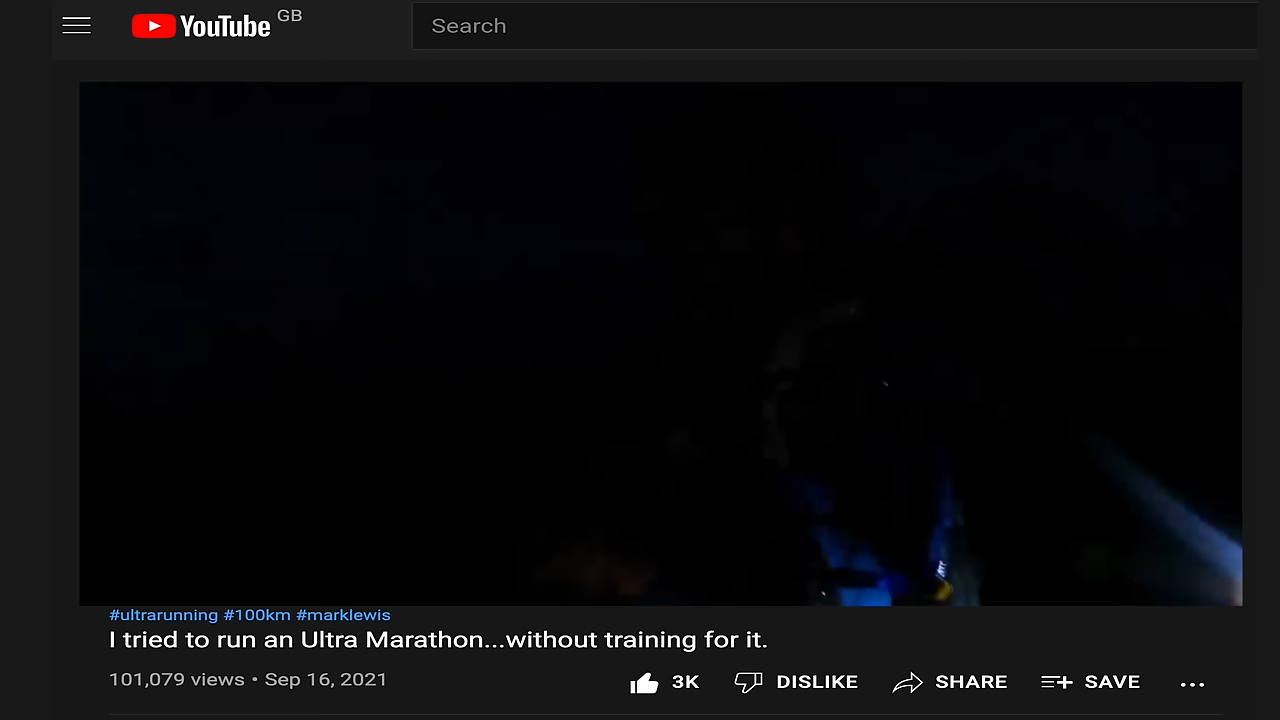 YouTube GB
Search
#ultrarunning #100km #marklewis
I tried to run an Ultra Marathon...without training for it.
101,079 views • Sep 16, 2021
3K DISLIKE SHARE SAVE ...